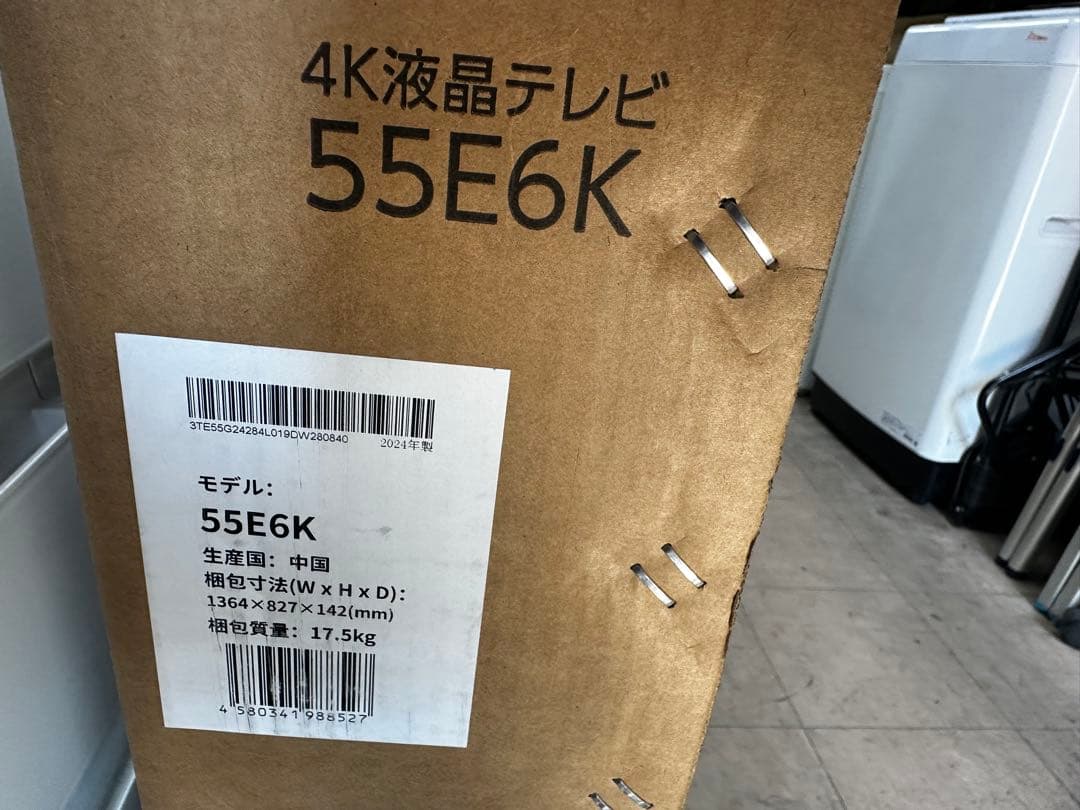 4K液晶テレビ
55E6K
3TE55G24284L019DW280840
2024年製
モデル:
55E6K
生産国: 中国
梱包寸法(W x H x D):
1364×827×142(mm)
梱包質量: 17.5kg
4 580341 988527